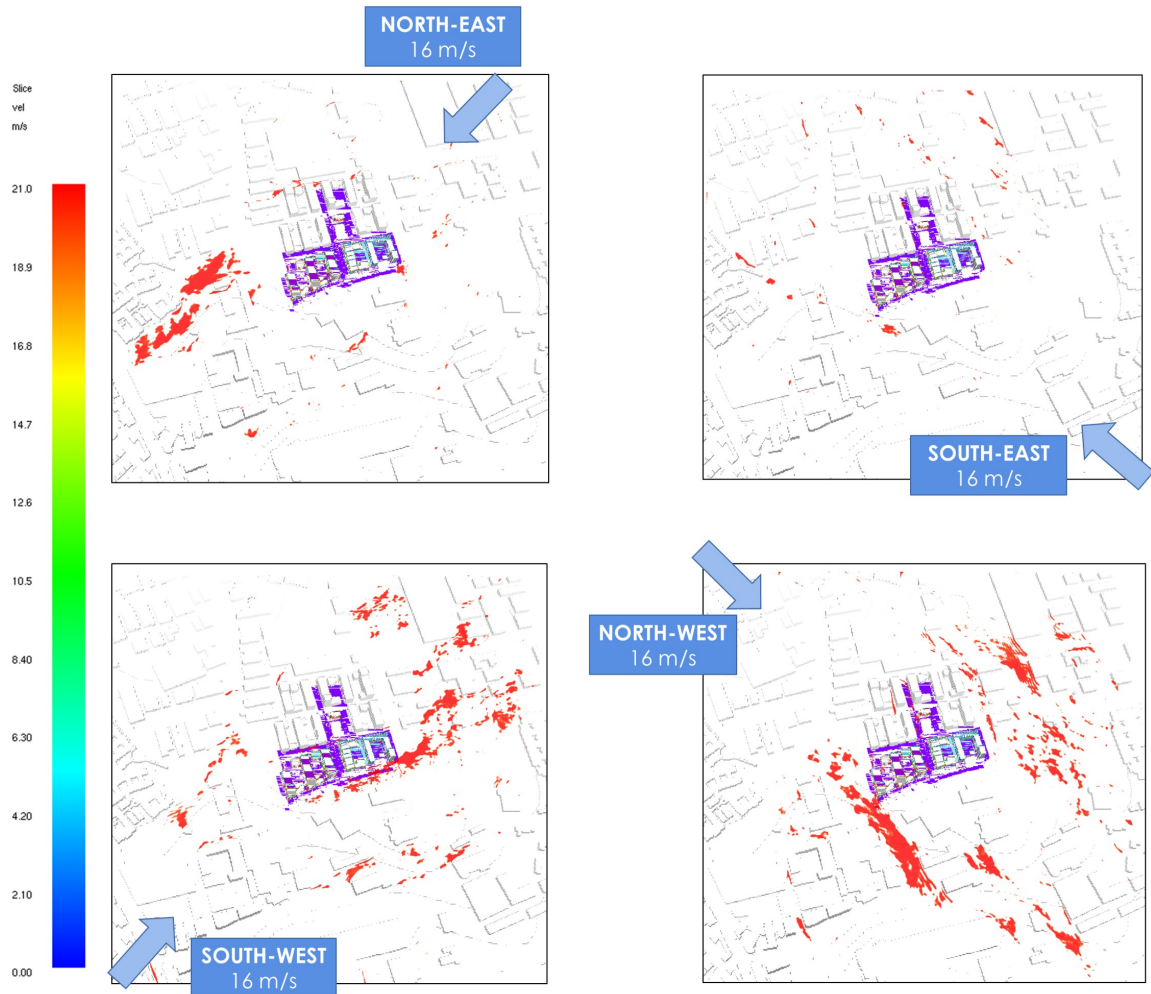 NORTH-EAST
16 m/s
Slice
vel
m/s
21.0
18.9
16.8
14.7
12.6
10.5
8.40
6.30
4.20
2.10
0.00
SOUTH-EAST
16 m/s
NORTH-WEST
16 m/s
SOUTH-WEST
16 m/s